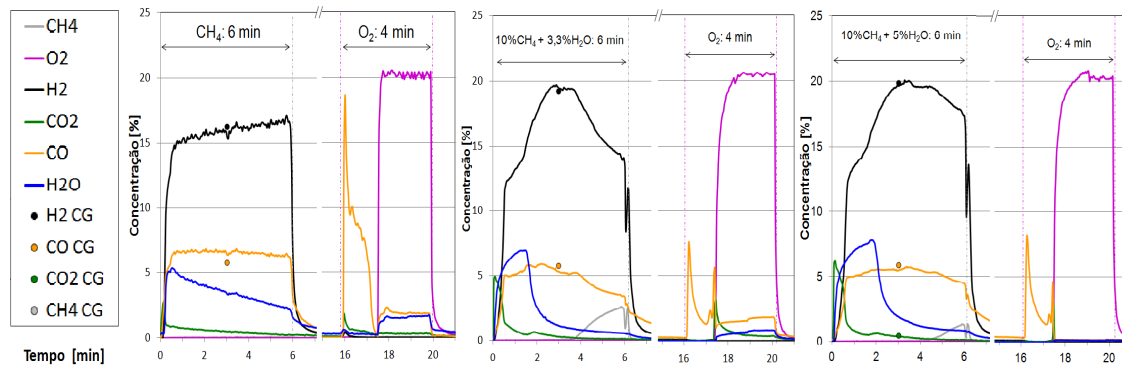 CH4
O2
H2
CO2
CO
H2O
H2 CG
CO CG
CO2 CG
CH4 CG
Tempo [min]
Concentração [%]
25
20
15
10
5
0
CH₄: 6 min
O₂: 4 min
0 2 4 6 16 18 20
Concentração [%]
25
20
15
10
5
0
10%CH₄ + 3,3%H₂O: 6 min
O₂: 4 min
0 2 4 6 16 18 20
Concentração [%]
25
20
15
10
5
0
10%CH₄ + 5%H₂O: 6 min
O₂: 4 min
0 2 4 6 16 18 20